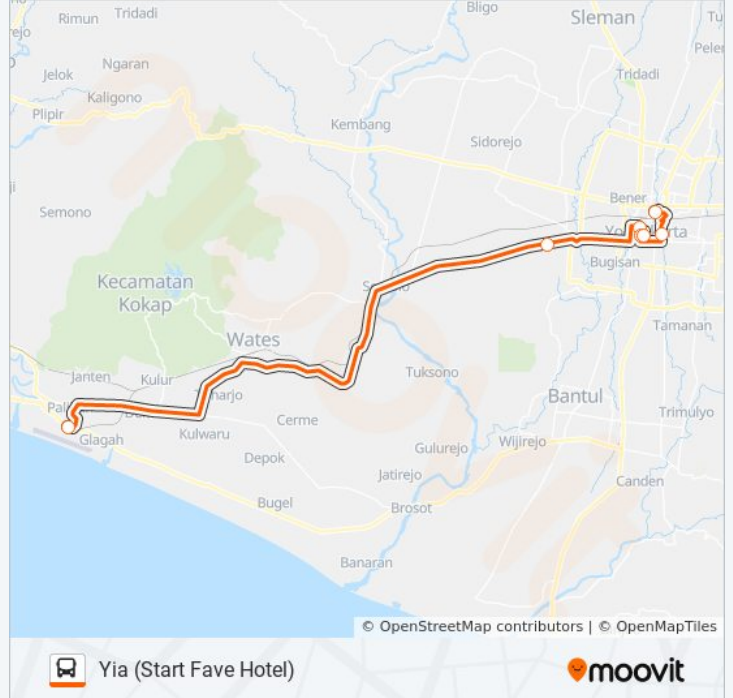 Bligo
Rimun
Tridadi
Sleman
Ngaran
Jelok
Kaligono
Tridadi
Plipir
Kembang
Sidorejo
Bener
Semono
Bugisan
Kecamatan
Kokap
Tamanan
Wates
Janten
Kulur
Tuksono
Bantul
Cerme
Trimulyo
Glagah
Kulwaru
Gulurejo
Wijirejo
Depok
Jatirejo
Canden
Bugel
Brosot
Banaran
© OpenStreetMap contributors | © OpenMapTiles
Yia (Start Fave Hotel)
moovit